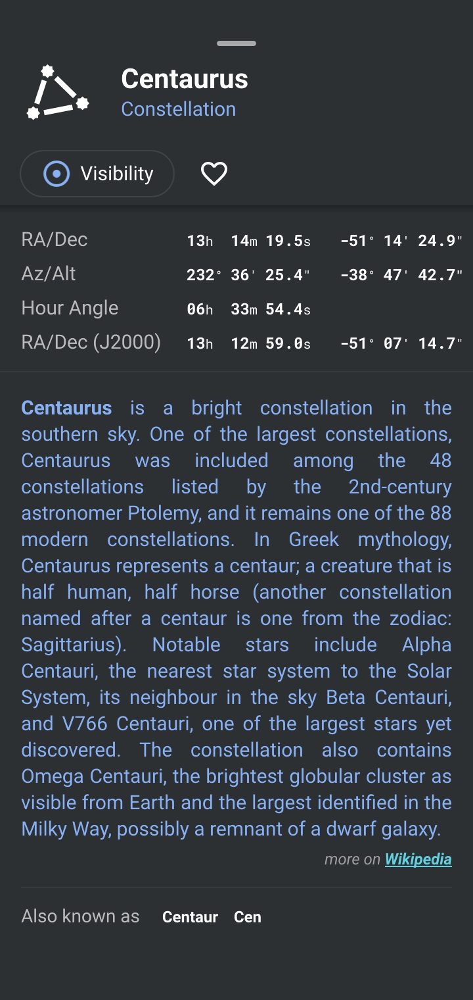 Centaurus
Constellation
Visibility
RA/Dec 13h 14m 19.5s -51° 14' 24.9"
Az/Alt 232° 36' 25.4" -38° 47' 42.7"
Hour Angle 06h 33m 54.4s
RA/Dec (J2000) 13h 12m 59.0s -51° 07' 14.7"
Centaurus is a bright constellation in the
southern sky. One of the largest constellations,
Centaurus was included among the 48
constellations listed by the 2nd-century
astronomer Ptolemy, and it remains one of the 88
modern constellations. In Greek mythology,
Centaurus represents a centaur; a creature that is
half human, half horse (another constellation
named after a centaur is one from the zodiac:
Sagittarius). Notable stars include Alpha
Centauri, the nearest star system to the Solar
System, its neighbour in the sky Beta Centauri,
and V766 Centauri, one of the largest stars yet
discovered. The constellation also contains
Omega Centauri, the brightest globular cluster as
visible from Earth and the largest identified in the
Milky Way, possibly a remnant of a dwarf galaxy.
more on Wikipedia
Also known as Centaur Cen